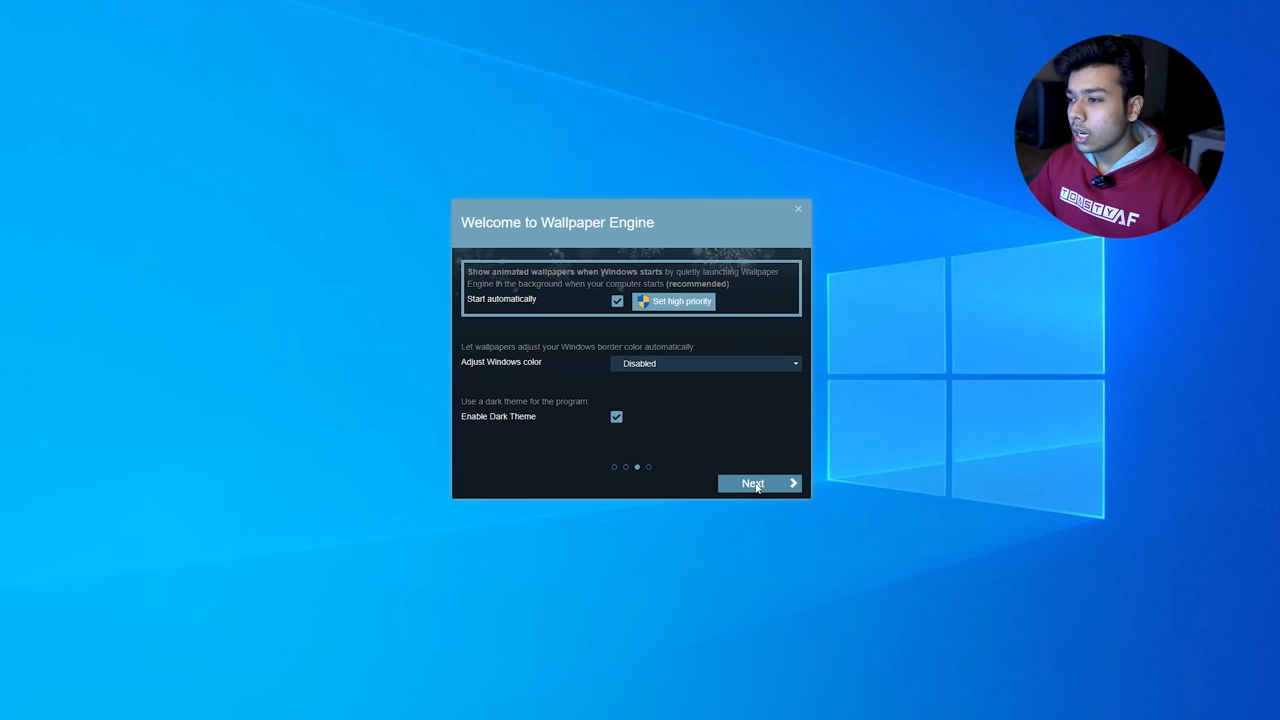 Welcome to Wallpaper Engine
Show animated wallpapers when Windows starts by quietly launching Wallpaper
Engine in the background when your computer starts (recommended)
Start automatically
Set high priority
Let wallpapers adjust your Windows border color automatically:
Adjust Windows color
Disabled
Use a dark theme for the program:
Enable Dark Theme
Next
TOASTYAF